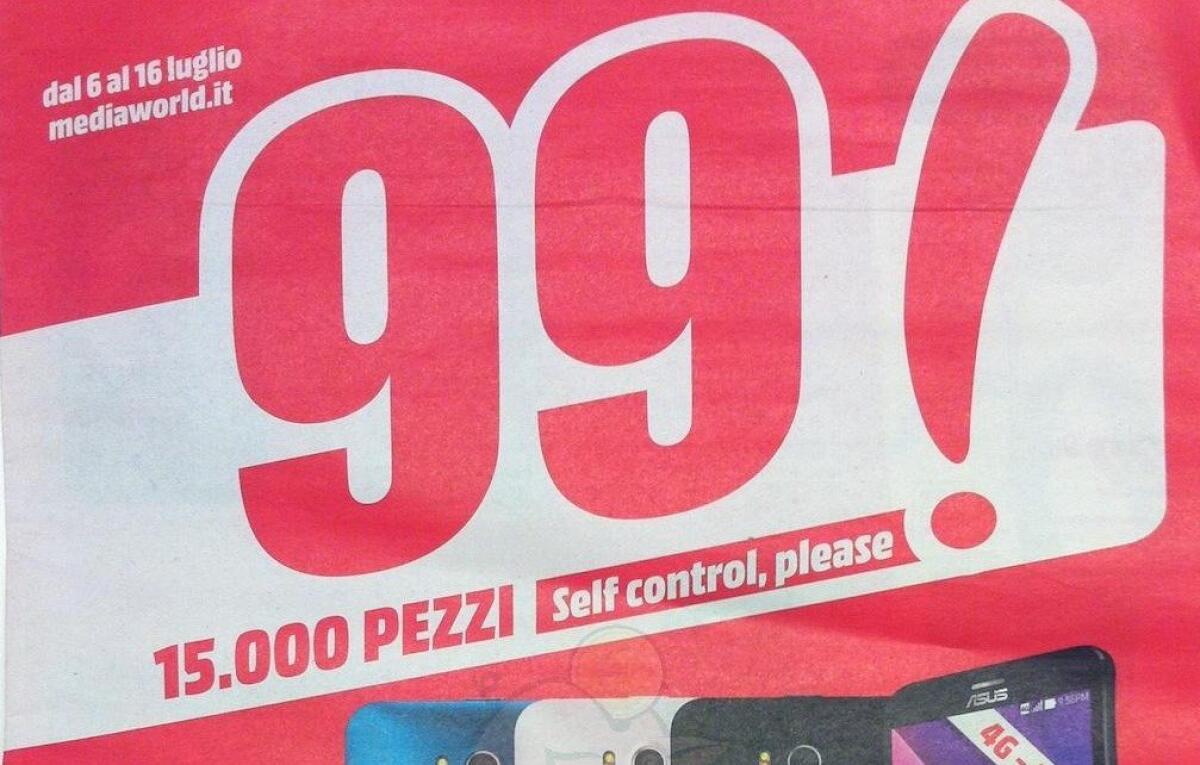 dal 6 al 16 luglio
mediaworld.it
99!
15.000 PEZZI
Self control, please
ASUS
4G